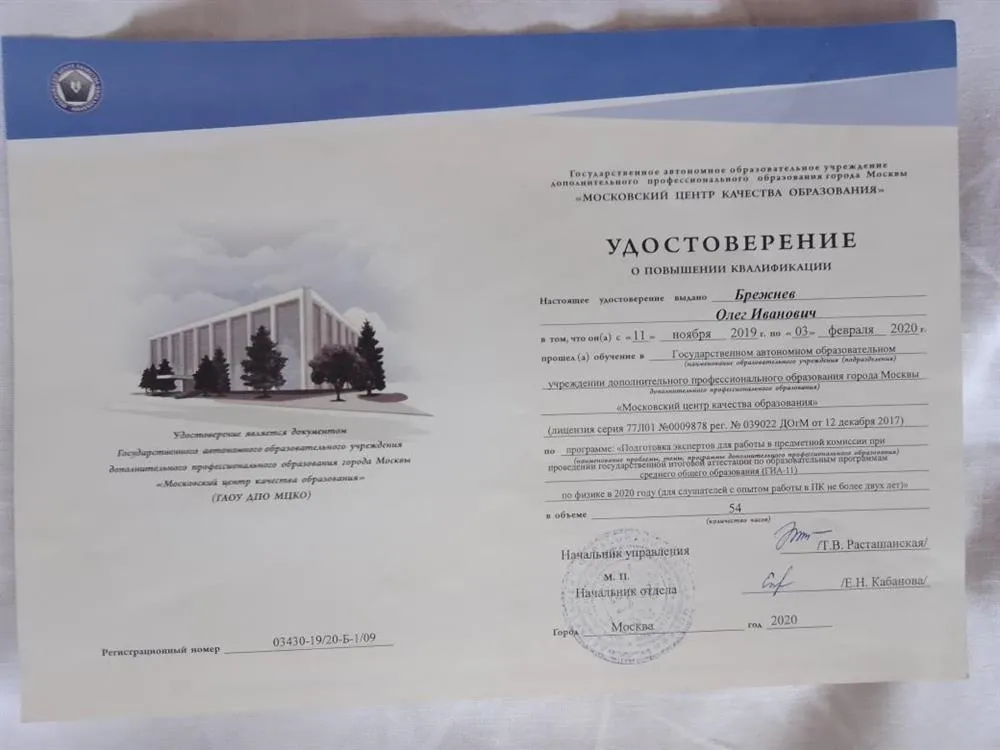 Удостоверение является документом
Государственного автономного образовательного учреждения
дополнительного профессионального образования города Москвы
«Московский центр качества образования»
(ГАОУ ДПО МЦКО)
Регистрационный номер 03430-19/20-Б-1/09
Государственное автономное образовательное учреждение
дополнительного профессионального образования города Москвы
«МОСКОВСКИЙ ЦЕНТР КАЧЕСТВА ОБРАЗОВАНИЯ»
УДОСТОВЕРЕНИЕ
О ПОВЫШЕНИИ КВАЛИФИКАЦИИ
Настоящее удостоверение выдано Брежнев
Олег Иванович
в том, что он(а) с «11» ноября 2019 г. по «03» февраля 2020 г.
прошел(а) обучение в Государственном автономном образовательном
(наименование образовательного учреждения (подразделения)
учреждении дополнительного профессионального образования города Москвы
дополнительного профессионального образования)
«Московский центр качества образования»
(лицензия серия 77Л01 №0009878 рег. № 039022 ДОгМ от 12 декабря 2017)
по программе: «Подготовка экспертов для работы в предметной комиссии при
(наименование проблемы, темы, программы дополнительного профессионального образования)
проведении государственной итоговой аттестации по образовательным программам
среднего общего образования (ГИА-11)
по физике в 2020 году (для слушателей с опытом работы в ПК не более двух лет)»
в объеме 54
(количество часов)
Начальник управления /Т.В. Расташанская/
М. П.
Начальник отдела /Е.Н. Кабанова/
Город Москва год 2020